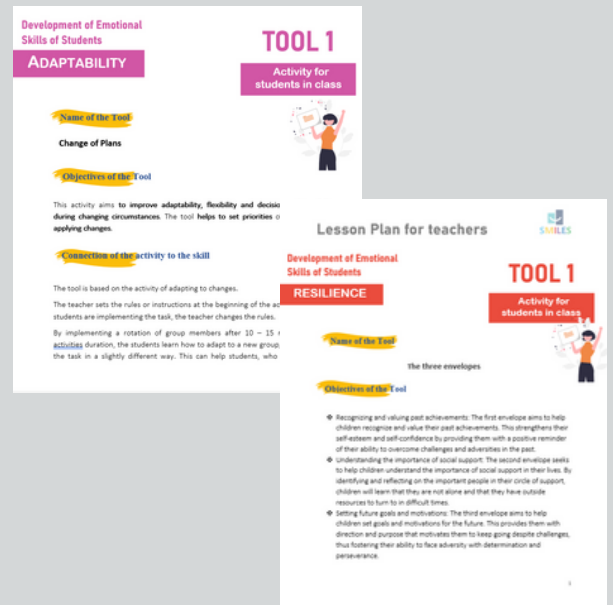 Development of Emotional
Skills of Students
ADAPTABILITY
TOOL 1
Activity for
students in class
Name of the Tool
Change of Plans
Objectives of the Tool
This activity aims to improve adaptability, flexibility and decisio
during changing circumstances. The tool helps to set priorities o
applying changes.
Connection of the activity to the skill
The tool is based on the activity of adapting to changes.
The teacher sets the rules or instructions at the beginning of the ac
students are implementing the task, the teacher changes the rules.
By implementing a rotation of group members after 10 – 15
activities duration, the students learn how to adapt to a new group,
the task in a slightly different way. This can help students, who
Lesson Plan for teachers
SMILES
Development of Emotional
Skills of Students
RESILIENCE
TOOL 1
Activity for
students in class
Name of the Tool
The three envelopes
Objectives of the Tool
❖ Recognizing and valuing past achievements: The first envelope aims to help
children recognize and value their past achievements. This strengthens their
self-esteem and self-confidence by providing them with a positive reminder
of their ability to overcome challenges and adversities in the past.
❖ Understanding the importance of social support: The second envelope seeks
to help children understand the importance of social support in their lives. By
identifying and reflecting on the important people in their circle of support,
children will learn that they are not alone and that they have outside
resources to turn to in difficult times.
❖ Setting future goals and motivations: The third envelope aims to help
children set goals and motivations for the future. This provides them with
direction and purpose that motivates them to keep going despite challenges,
thus fostering their ability to face adversity with determination and
perseverance.